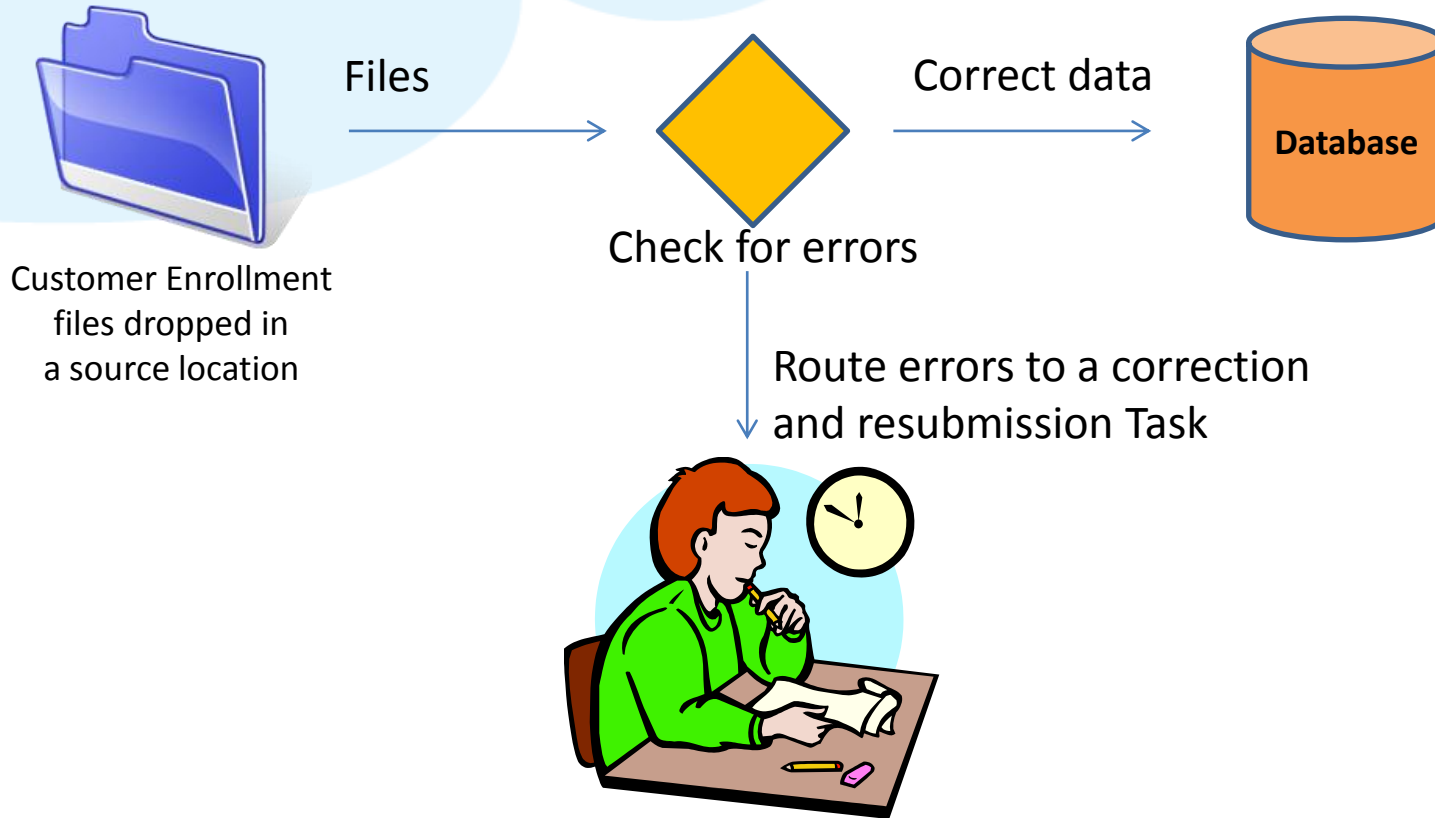 Files
Correct data
Database
Check for errors
Customer Enrollment
files dropped in
a source location
Route errors to a correction
and resubmission Task